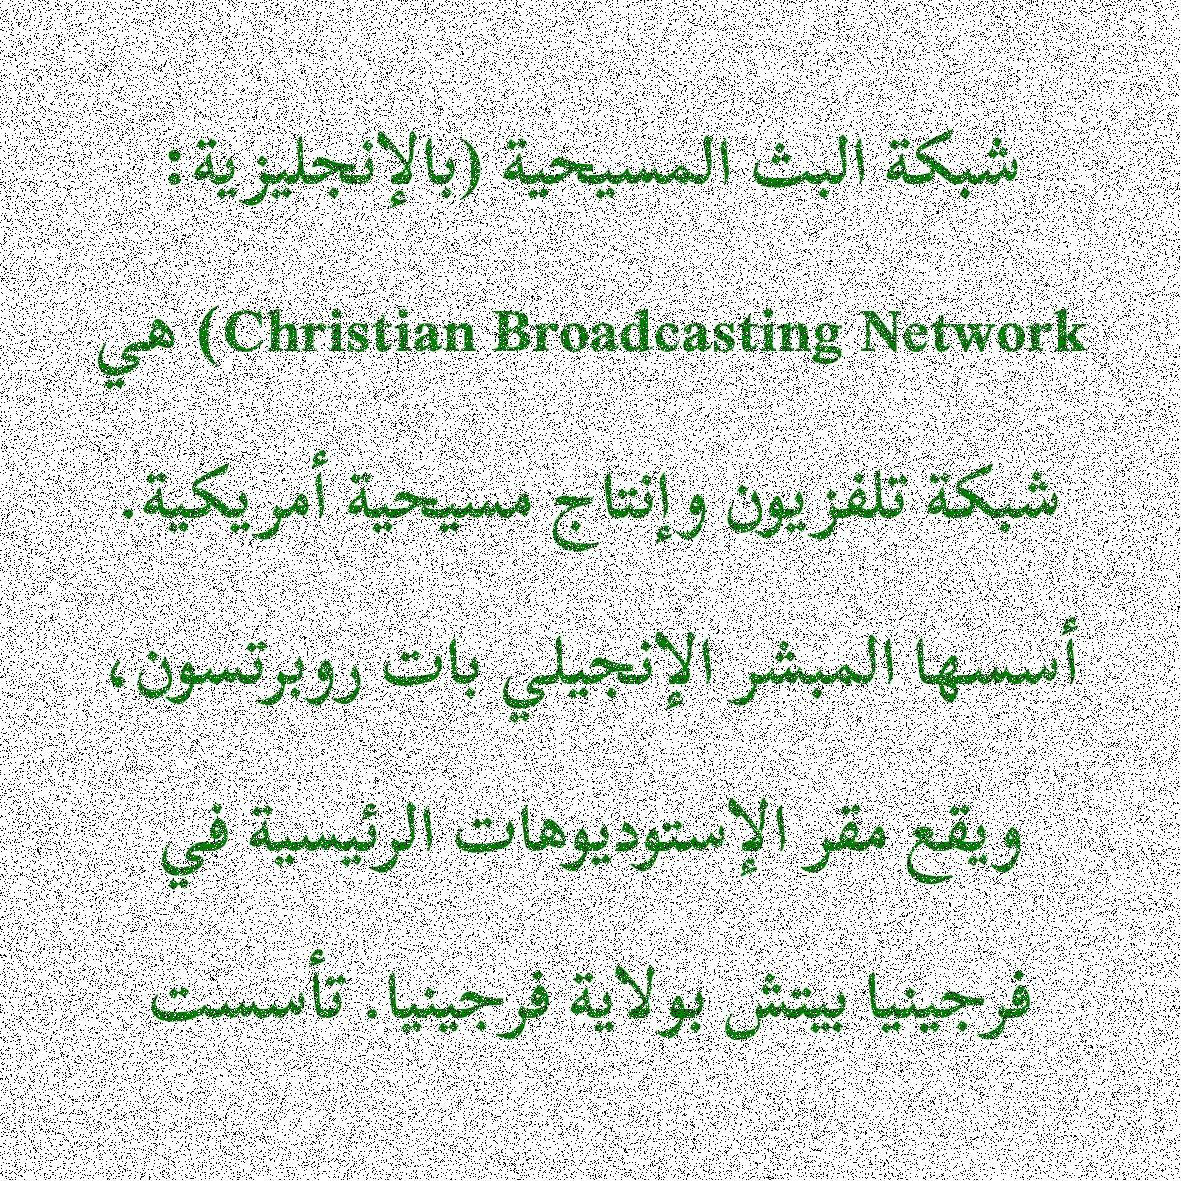 شبكة البث المسيحية (بالإنجليزية:
Christian Broadcasting Network) هي
شبكة تلفزيون وإنتاج مسيحية أمريكية.
أسسها المبشر الإنجيلي بات روبرتسون،
ويقع مقر الإستوديوهات الرئيسية في
فرجينيا بيتش بولاية فرجينيا. تأسست